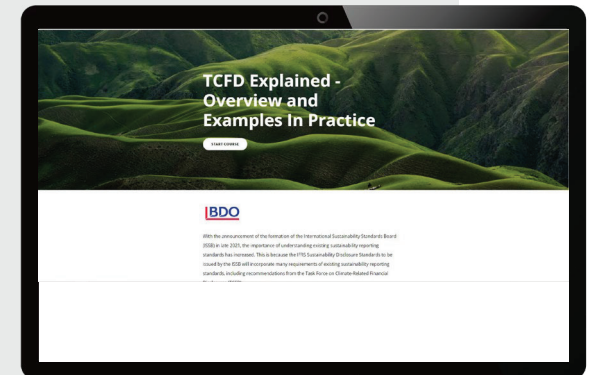 TCFD Explained -
Overview and
Examples In Practice
START COURSE
BDO
With the announcement of the formation of the International Sustainability Standards Board
(ISSB) in late 2021, the importance of understanding existing sustainability reporting
standards has increased. This is because the IFRS Sustainability Disclosure Standards to be
issued by the ISSB will incorporate many requirements of existing sustainability reporting
standards, including recommendations from the Task Force on Climate-Related Financial